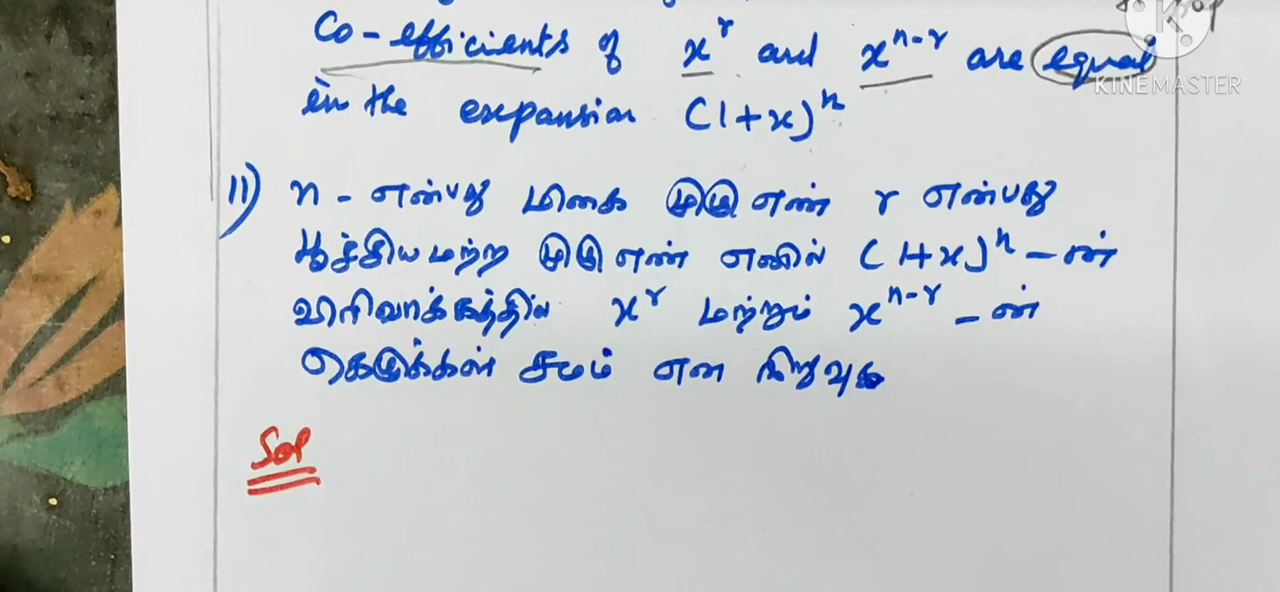 Co-efficients of x^r and x^{n-r} are equal
in the expansion (1+x)^n
KINEMASTER
11) n - என்பது மிகை முழு எண் r என்பது
பூச்சியமற்ற முழு எண் எனில் (1+x)^n -ன்
விரிவாக்கத்தில் x^r மற்றும் x^{n-r} -ன்
கெழுக்கள் சமம் என நிறுவுக
Sol